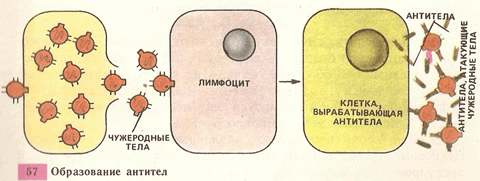 ЧУЖЕРОДНЫЕ
ТЕЛА
ЛИМФОЦИТ
КЛЕТКА,
ВЫРАБАТЫВАЮЩАЯ
АНТИТЕЛА
АНТИТЕЛА
АНТИТЕЛА, АТАКУЮЩИЕ
ЧУЖЕРОДНЫЕ ТЕЛА
57 Образование антител